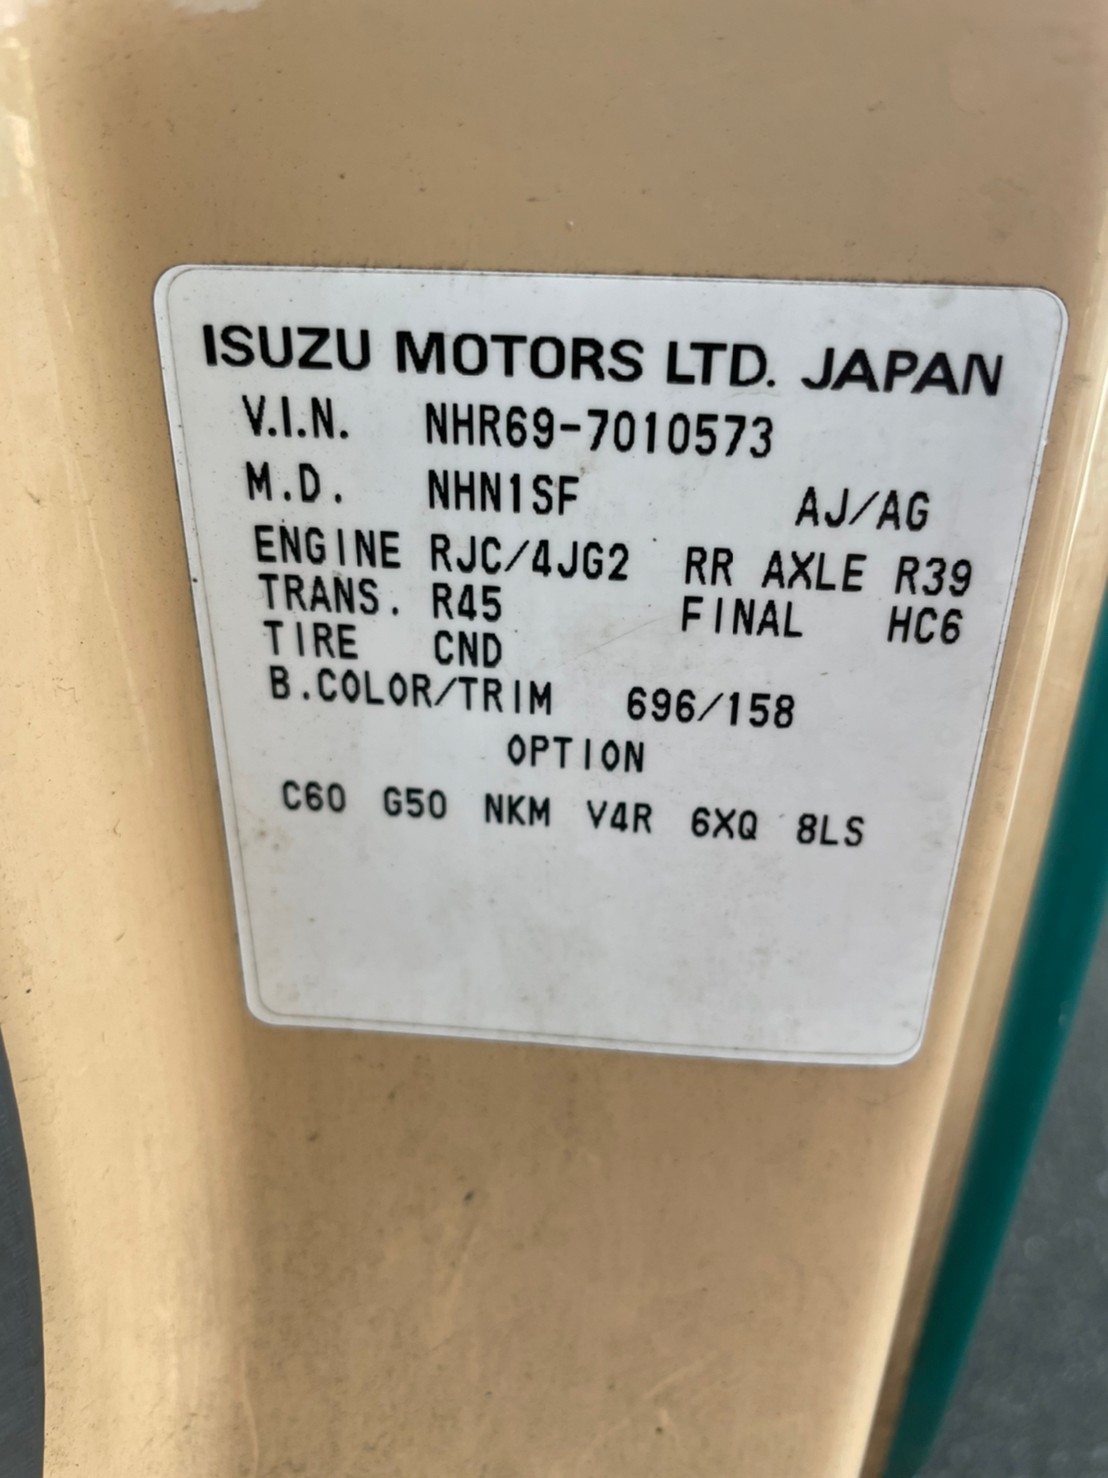 ISUZU MOTORS LTD. JAPAN
V.I.N. NHR69-7010573
M.D. NHN1SF AJ/AG
ENGINE RJC/4JG2 RR AXLE R39
TRANS. R45 FINAL HC6
TIRE CND
B.COLOR/TRIM 696/158
OPTION
C60 G50 NKM V4R 6XQ 8LS